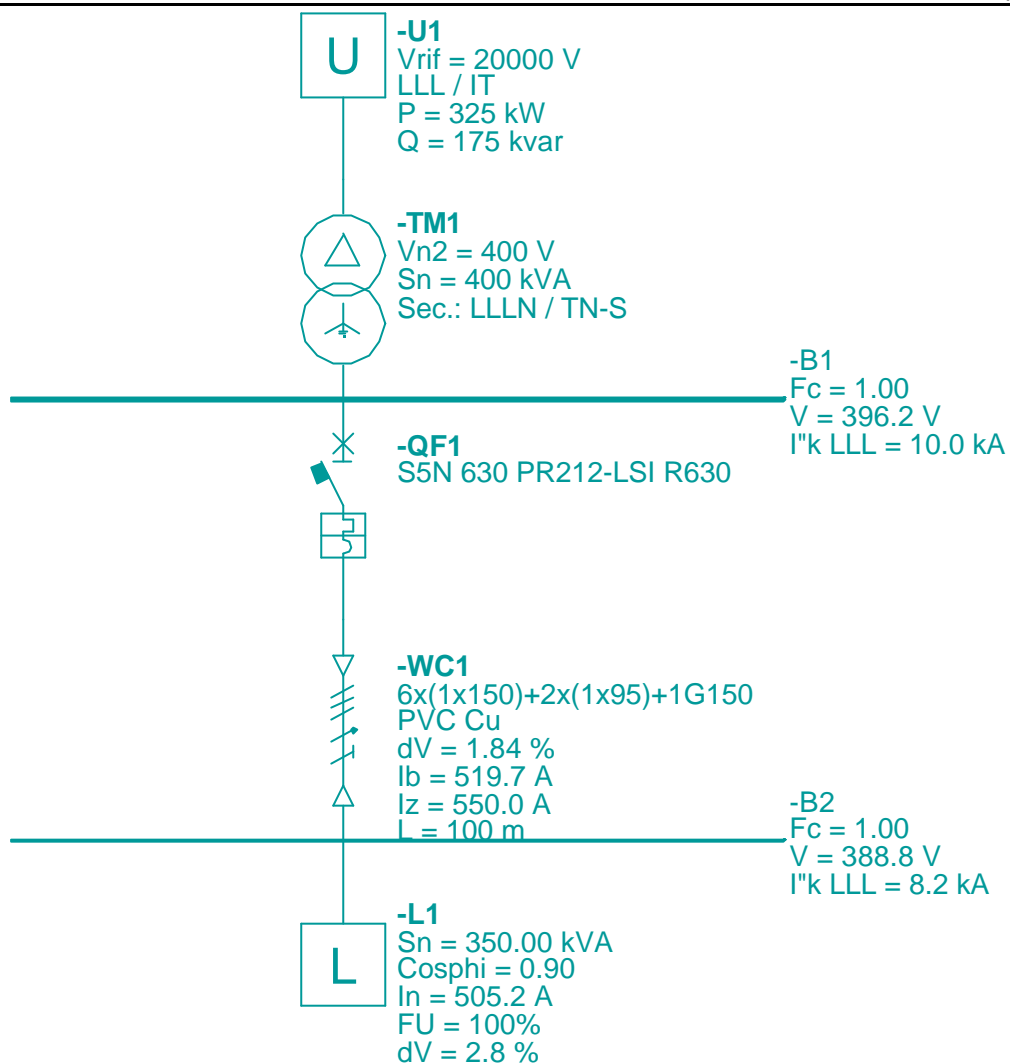 U
-U1
Vrif = 20000 V
LLL / IT
P = 325 kW
Q = 175 kvar
-TM1
Vn2 = 400 V
Sn = 400 kVA
Sec.: LLLN / TN-S
-B1
Fc = 1.00
V = 396.2 V
I"k LLL = 10.0 kA
-QF1
S5N 630 PR212-LSI R630
-WC1
6x(1x150)+2x(1x95)+1G150
PVC Cu
dV = 1.84 %
Ib = 519.7 A
Iz = 550.0 A
L = 100 m
-B2
Fc = 1.00
V = 388.8 V
I"k LLL = 8.2 kA
L
-L1
Sn = 350.00 kVA
Cosphi = 0.90
In = 505.2 A
FU = 100%
dV = 2.8 %